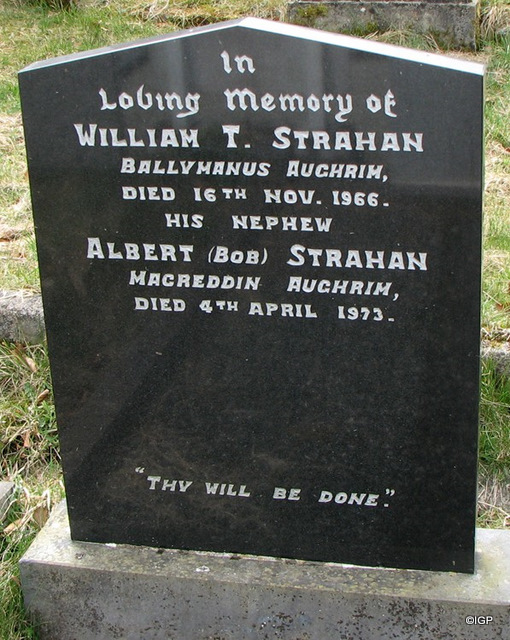 In
Loving Memory of
WILLIAM T. STRAHAN
BALLYMANUS AUGHRIM,
DIED 16TH NOV. 1966.
HIS NEPHEW
ALBERT (BOB) STRAHAN
MACREDDIN AUGHRIM,
DIED 4TH APRIL 1973.
"THY WILL BE DONE".
©IGP